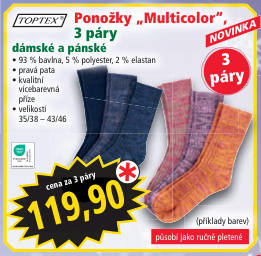 TOPTEX®
Ponožky „Multicolor“,
3 páry
NOVINKA
dámské a pánské
• 93 % bavlna, 5 % polyester, 2 % elastan
• pravá pata
• kvalitní
vícebarevná
příze
• velikosti
35/38 – 43/46
3
páry
cena za 3 páry
119,90
*
(příklady barev)
působí jako ručně pletené